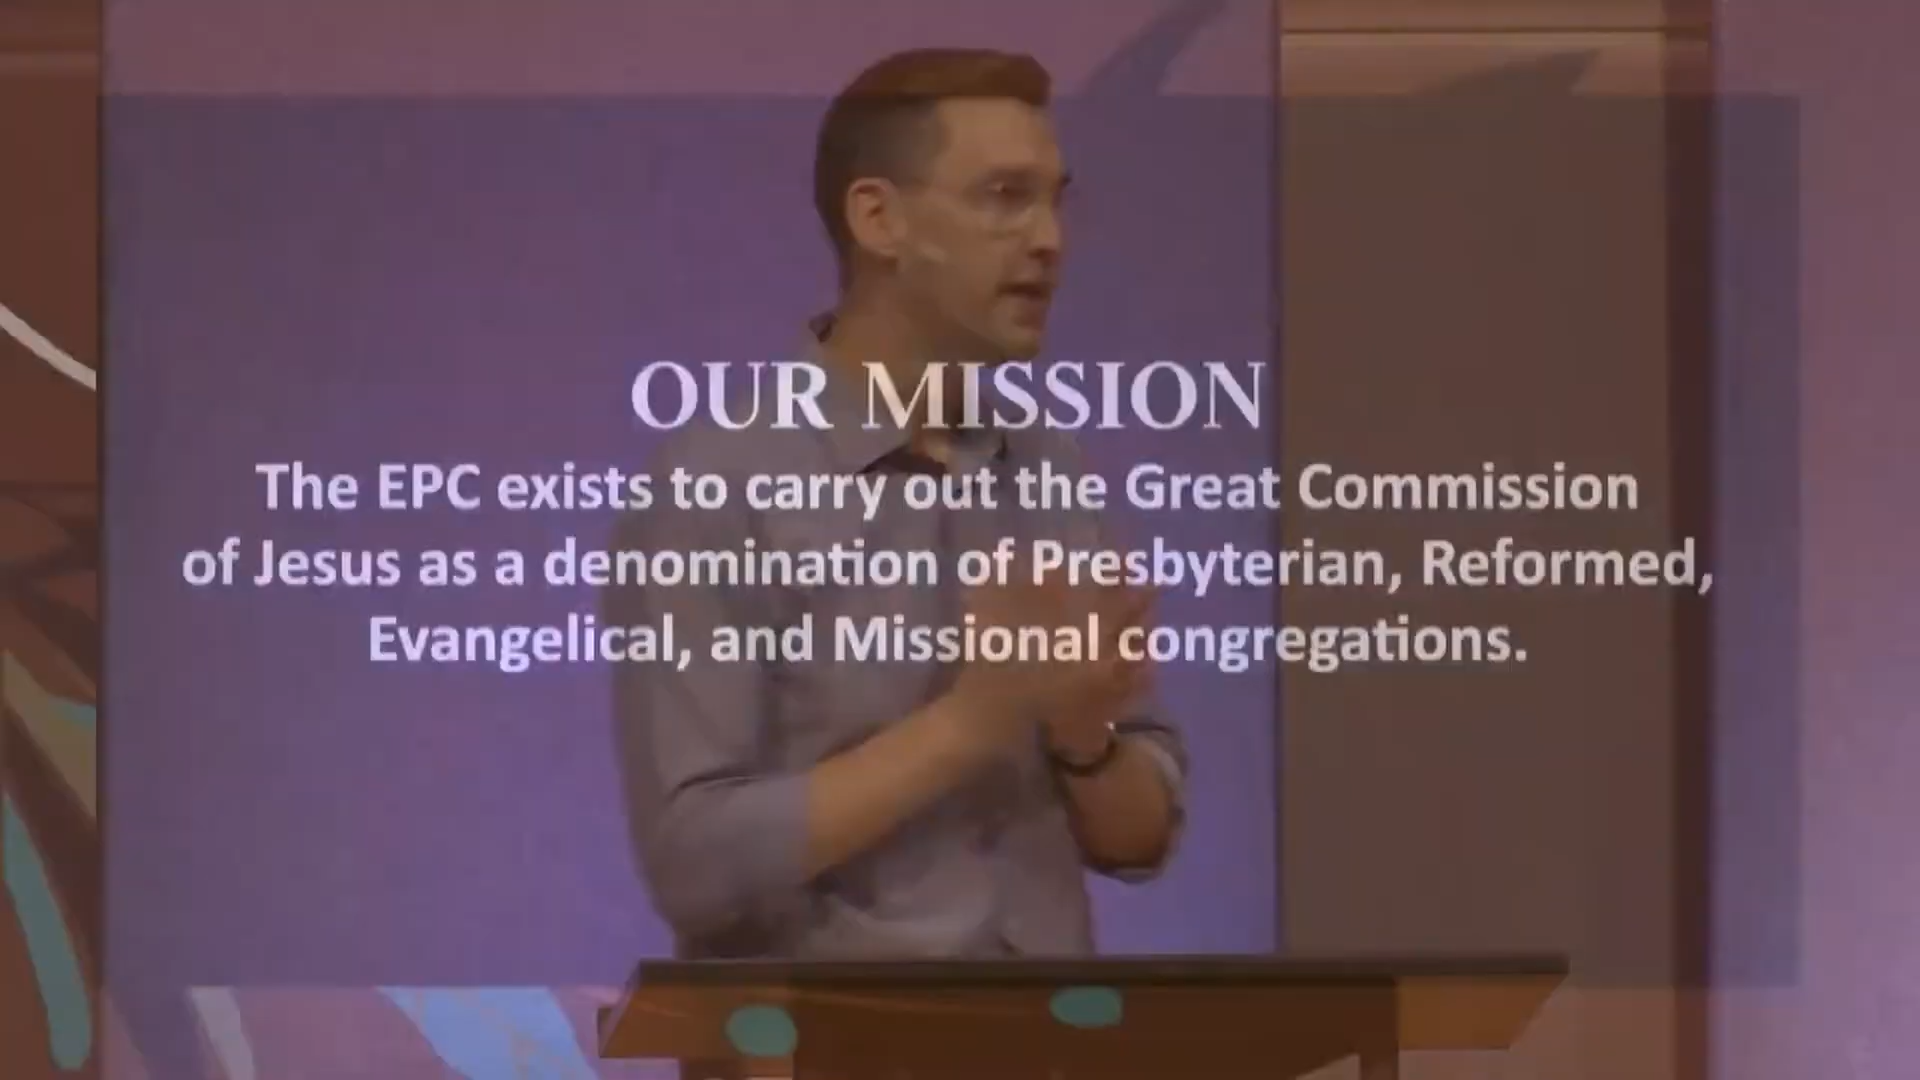 OUR MISSION
The EPC exists to carry out the Great Commission
of Jesus as a denomination of Presbyterian, Reformed,
Evangelical, and Missional congregations.